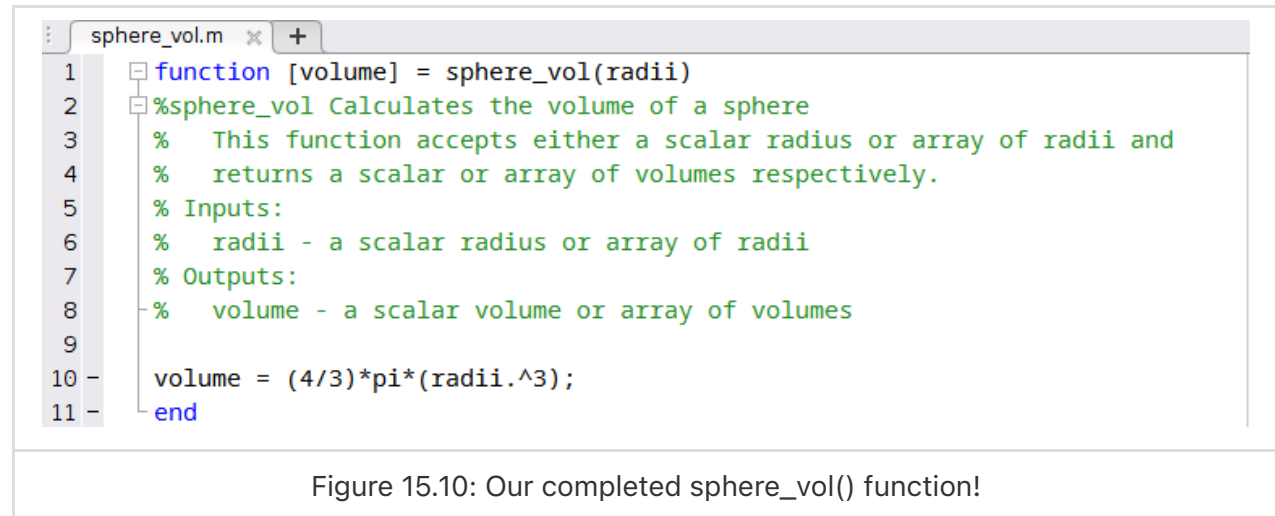 sphere_vol.m × +
1 function [volume] = sphere_vol(radii)
2 %sphere_vol Calculates the volume of a sphere
3 %   This function accepts either a scalar radius or array of radii and
4 %   returns a scalar or array of volumes respectively.
5 % Inputs:
6 %   radii - a scalar radius or array of radii
7 % Outputs:
8 %   volume - a scalar volume or array of volumes
9
10 – volume = (4/3)*pi*(radii.^3);
11 – end
Figure 15.10: Our completed sphere_vol() function!